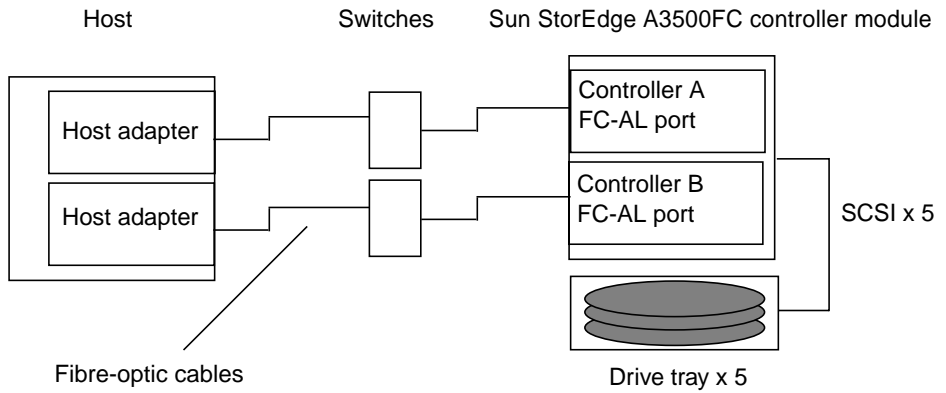 Host
Switches
Sun StorEdge A3500FC controller module
Host adapter
Host adapter
Controller A
FC-AL port
Controller B
FC-AL port
SCSI x 5
Fibre-optic cables
Drive tray x 5